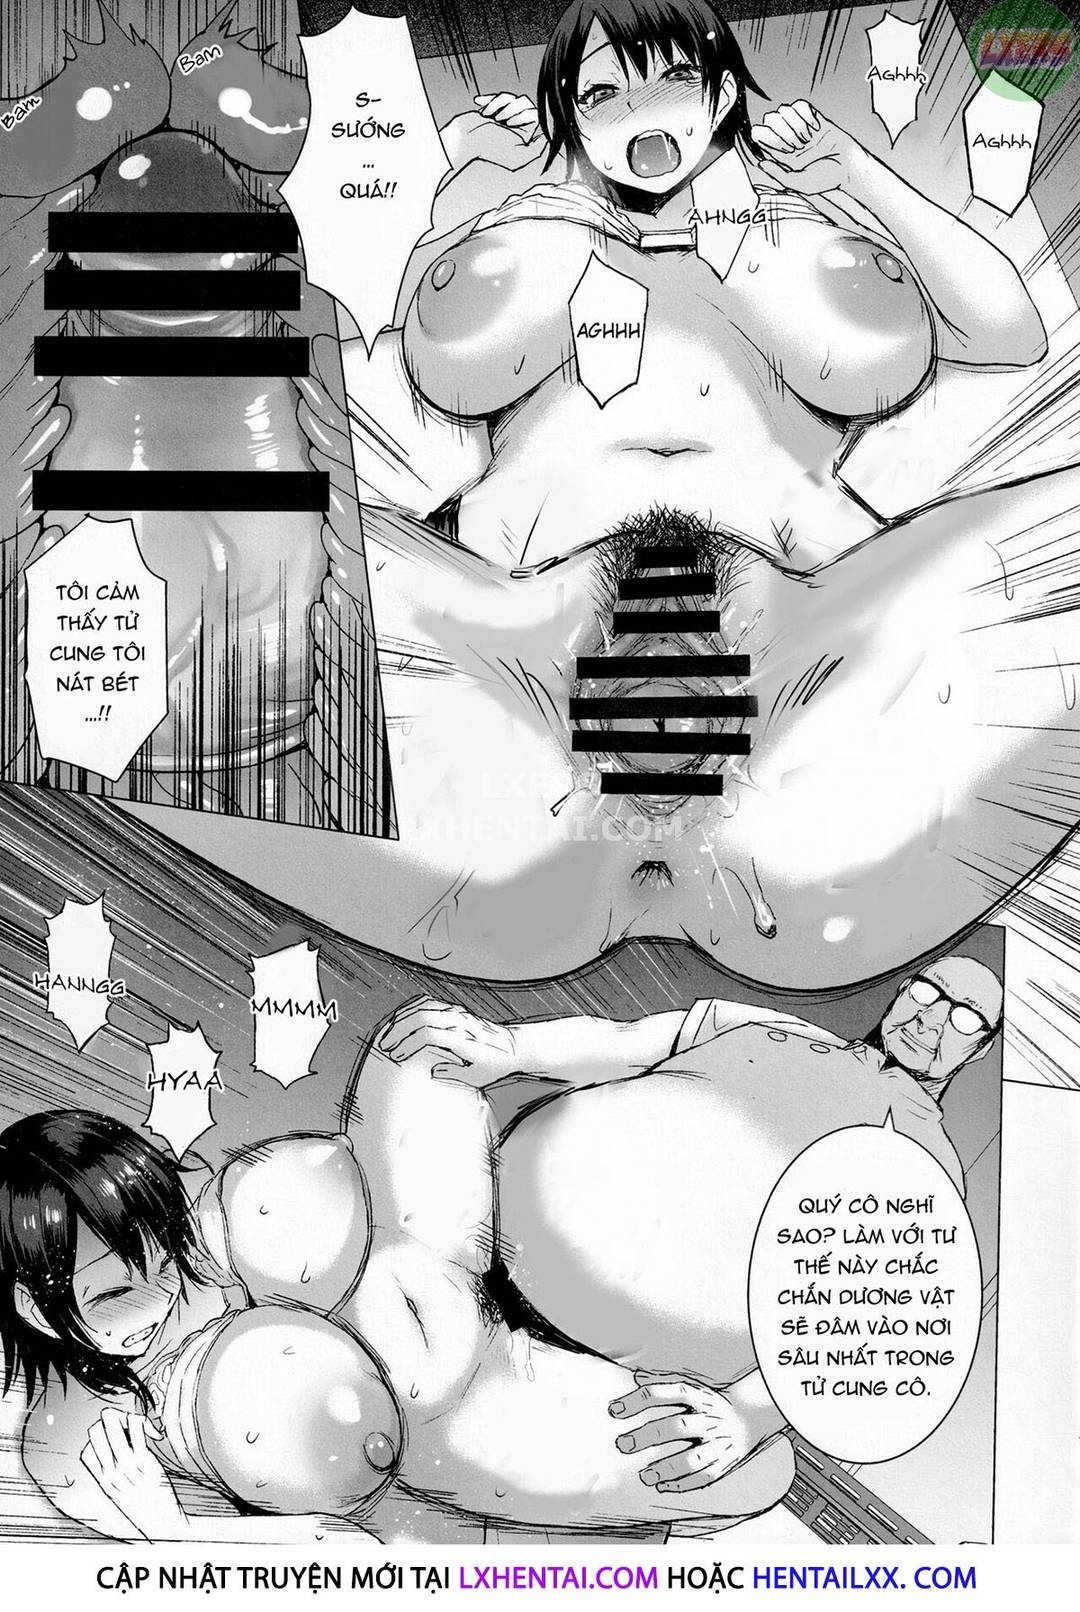 Bam
Bam
S-
SƯỚNG
...
QUÁ!!
AGHHH
AGHHH
AHNGG
AGHHH
TÔI CẢM
THẤY TỬ
CUNG TÔI
NÁT BÉT
...!!
LXHENTAI.COM
HANNGG
HYAA
MMMM
QUÝ CÔ NGHĨ
SAO? LÀM VỚI TƯ
THẾ NÀY CHẮC
CHẮN DƯƠNG VẬT
SẼ ĐÂM VÀO NƠI
SÂU NHẤT TRONG
TỬ CUNG CÔ.
CẬP NHẬT TRUYỆN MỚI TẠI LXHENTAI.COM HOẶC HENTAILXX. COM